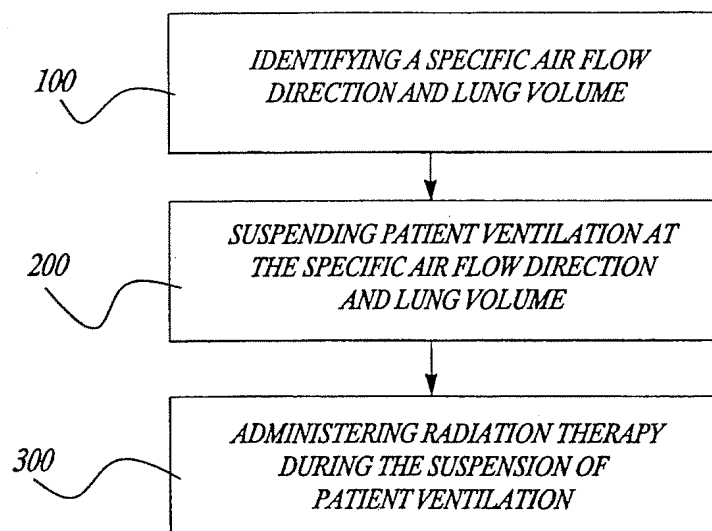 100
IDENTIFYING A SPECIFIC AIR FLOW
DIRECTION AND LUNG VOLUME
200
SUSPENDING PATIENT VENTILATION AT
THE SPECIFIC AIR FLOW DIRECTION
AND LUNG VOLUME
300
ADMINISTERING RADIATION THERAPY
DURING THE SUSPENSION OF
PATIENT VENTILATION